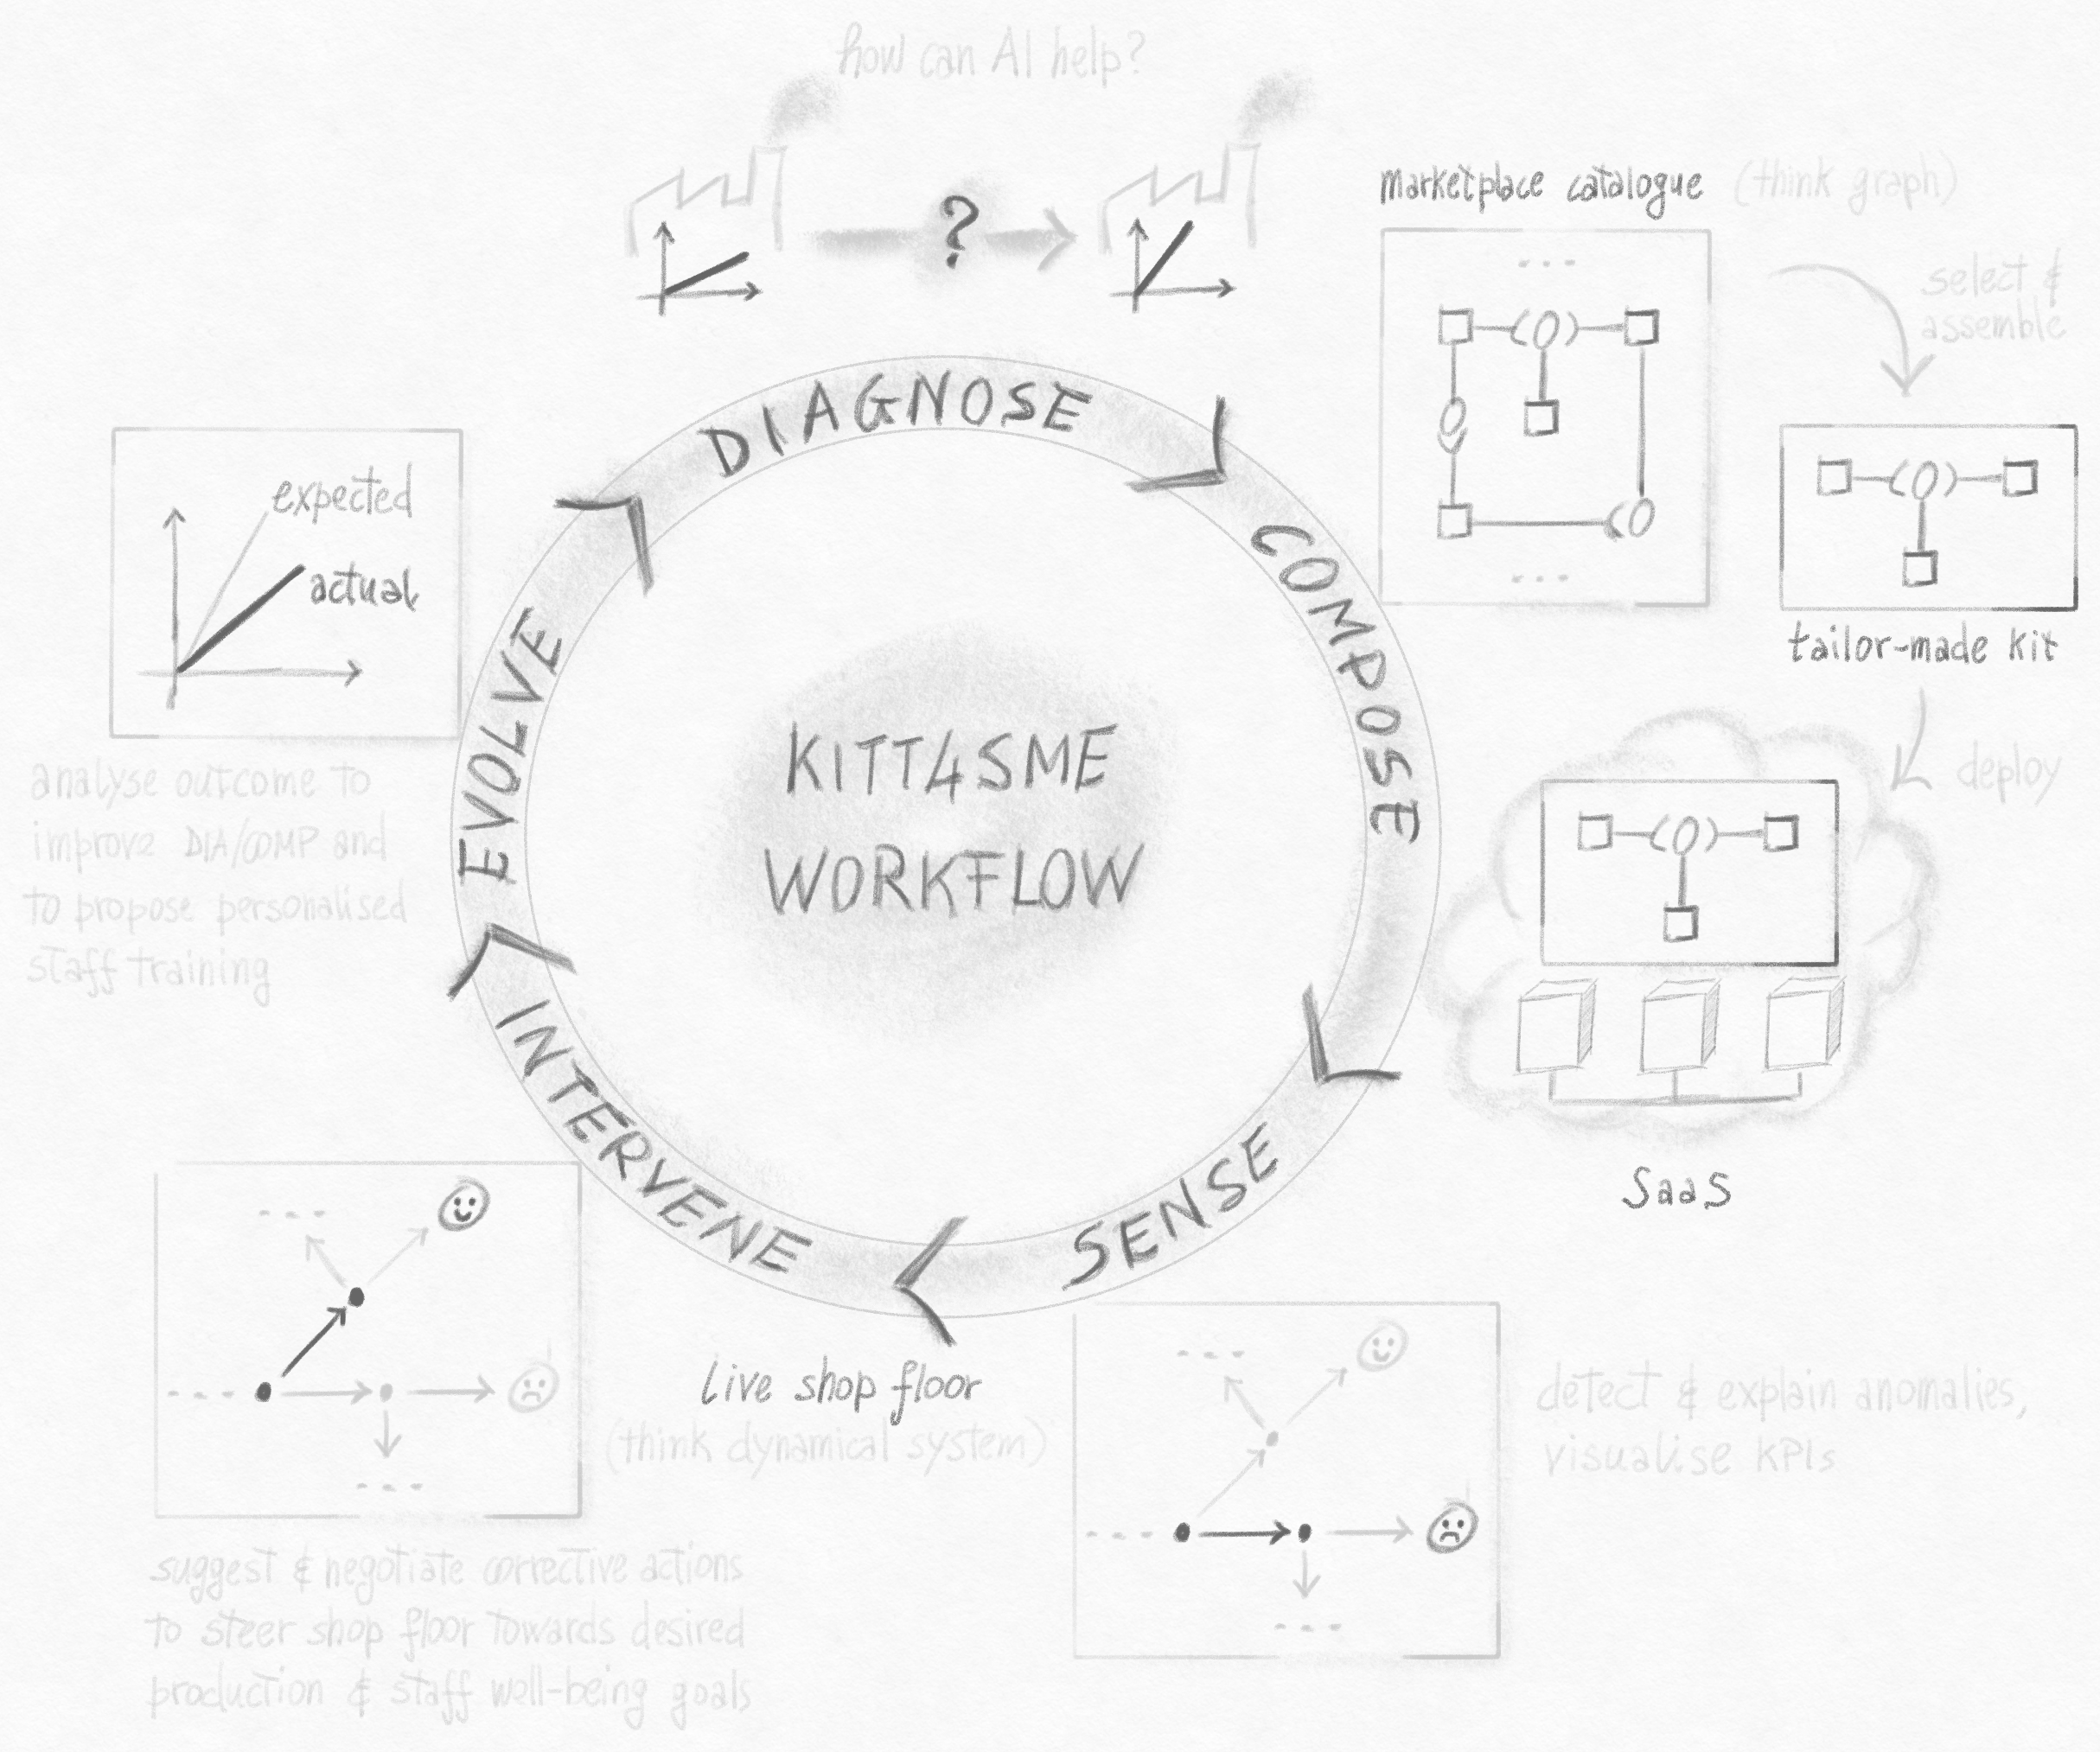 how can AI help?
?
marketplace catalogue (think graph)
select &
assemble
tailor-made kit
deploy
SaaS
DIAGNOSE
COMPOSE
SENSE
INTERVENE
EVOLVE
KITT4SME
WORKFLOW
expected
actual
analyse outcome to
improve DIA/COMP and
to propose personalised
staff training
Live shop floor
(think dynamical system)
detect & explain anomalies,
visualise KPIs
suggest & negotiate corrective actions
to steer shop floor towards desired
production & staff well-being goals